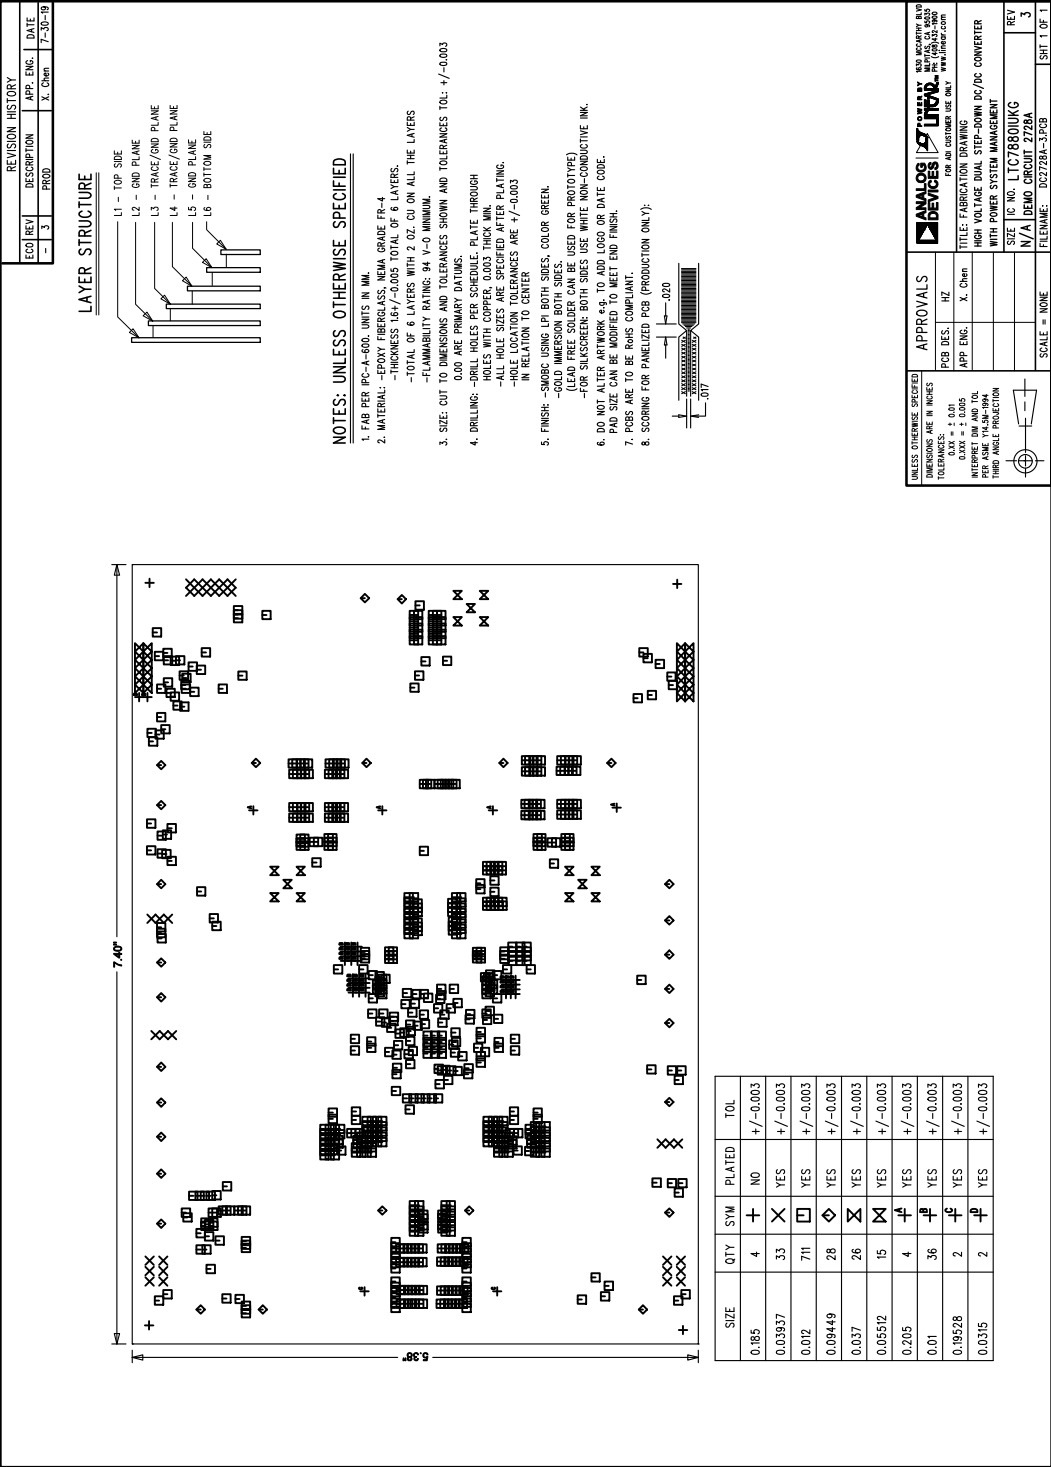 REVISION HISTORY
ECO REV DESCRIPTION APP. ENG. DATE
- 3 PROD X. Chen 7-30-19
LAYER STRUCTURE
L1 - TOP SIDE
L2 - GND PLANE
L3 - TRACE/GND PLANE
L4 - TRACE/GND PLANE
L5 - GND PLANE
L6 - BOTTOM SIDE
NOTES: UNLESS OTHERWISE SPECIFIED
1. FAB PER IPC-A-600. UNITS IN MM.
2. MATERIAL: -EPOXY FIBERGLASS, NEMA GRADE FR-4
-THICKNESS 1.6+/-0.005 TOTAL OF 6 LAYERS.
-TOTAL OF 6 LAYERS WITH 2 OZ. CU ON ALL THE LAYERS
-FLAMMABILITY RATING: 94 V-O MINIMUM.
3. SIZE: CUT TO DIMENSIONS AND TOLERANCES SHOWN AND TOLERANCES TOL: +/-0.003
0.00 ARE PRIMARY DATUMS.
4. DRILLING: -DRILL HOLES PER SCHEDULE. PLATE THROUGH
HOLES WITH COPPER, 0.003 THICK MIN.
-ALL HOLE SIZES ARE SPECIFIED AFTER PLATING.
-HOLE LOCATION TOLERANCES ARE +/-0.003
IN RELATION TO CENTER
5. FINISH: -SMOBC USING LPI BOTH SIDES, COLOR GREEN.
-GOLD IMMERSION BOTH SIDES.
(LEAD FREE SOLDER CAN BE USED FOR PROTOTYPE)
-FOR SILKSCREEN: BOTH SIDES USE WHITE NON-CONDUCTIVE INK.
6. DO NOT ALTER ARTWORK e.g. TO ADD LOGO OR DATE CODE.
PAD SIZE CAN BE MODIFIED TO MEET END FINISH.
7. PCBS ARE TO BE RoHS COMPLIANT.
8. SCORING FOR PANELIZED PCB (PRODUCTION ONLY):
.020
.017
7.40"
5.38"
SIZE QTY SYM PLATED TOL
0.185 4 NO +/-0.003
0.03937 33 YES +/-0.003
0.012 711 YES +/-0.003
0.09449 28 YES +/-0.003
0.037 26 YES +/-0.003
0.05512 15 YES +/-0.003
0.205 4 A YES +/-0.003
0.01 36 B YES +/-0.003
0.19528 2 C YES +/-0.003
0.0315 2 D YES +/-0.003
UNLESS OTHERWISE SPECIFIED
DIMENSIONS ARE IN INCHES
TOLERANCES:
0.XX = ± 0.01
0.XXX = ± 0.005
INTERPRET DIM AND TOL
PER ASME Y14.5M-1994
THIRD ANGLE PROJECTION
APPROVALS
PCB DES. HZ
APP ENG. X. Chen
SCALE = NONE
ANALOG DEVICES
POWER BY LINEAR
1630 MCCARTHY BLVD
MILPITAS, CA 95035
PH: (408)432-1900
www.linear.com
FOR ADI CUSTOMER USE ONLY
TITLE: FABRICATION DRAWING
HIGH VOLTAGE DUAL STEP-DOWN DC/DC CONVERTER
WITH POWER SYSTEM MANAGEMENT
SIZE N/A
IC NO. LTC7880IUKG
DEMO CIRCUIT 2728A
REV 3
FILENAME: DC2728A-3.PCB
SHT 1 OF 1